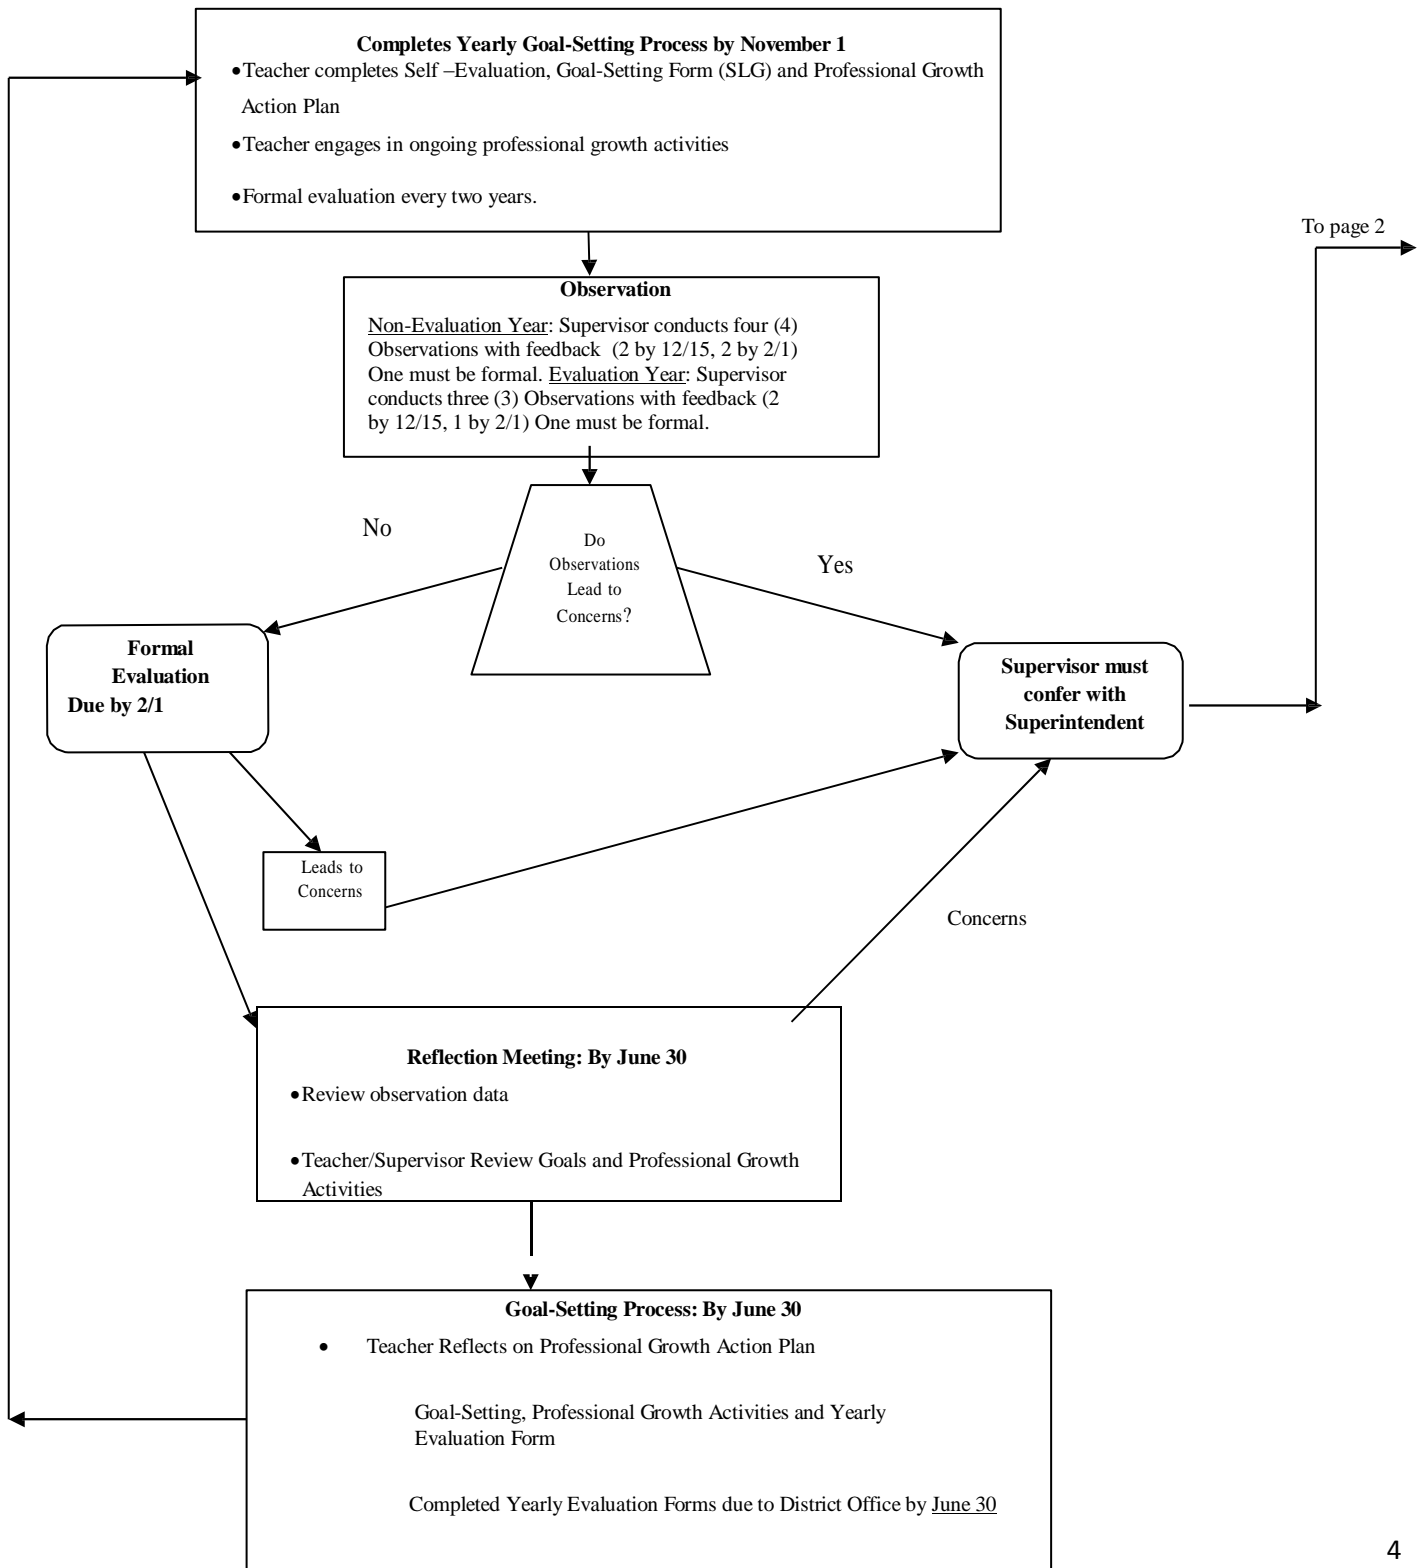 Completes Yearly Goal-Setting Process by November 1
•Teacher completes Self –Evaluation, Goal-Setting Form (SLG) and Professional Growth
Action Plan
•Teacher engages in ongoing professional growth activities
•Formal evaluation every two years.
To page 2
Observation
Non-Evaluation Year: Supervisor conducts four (4)
Observations with feedback (2 by 12/15, 2 by 2/1)
One must be formal. Evaluation Year: Supervisor
conducts three (3) Observations with feedback (2
by 12/15, 1 by 2/1) One must be formal.
No
Do
Observations
Lead to
Concerns?
Yes
Formal
Evaluation
Due by 2/1
Supervisor must
confer with
Superintendent
Leads to
Concerns
Concerns
Reflection Meeting: By June 30
•Review observation data
•Teacher/Supervisor Review Goals and Professional Growth
Activities
Goal-Setting Process: By June 30
• Teacher Reflects on Professional Growth Action Plan
Goal-Setting, Professional Growth Activities and Yearly
Evaluation Form
Completed Yearly Evaluation Forms due to District Office by June 30
4